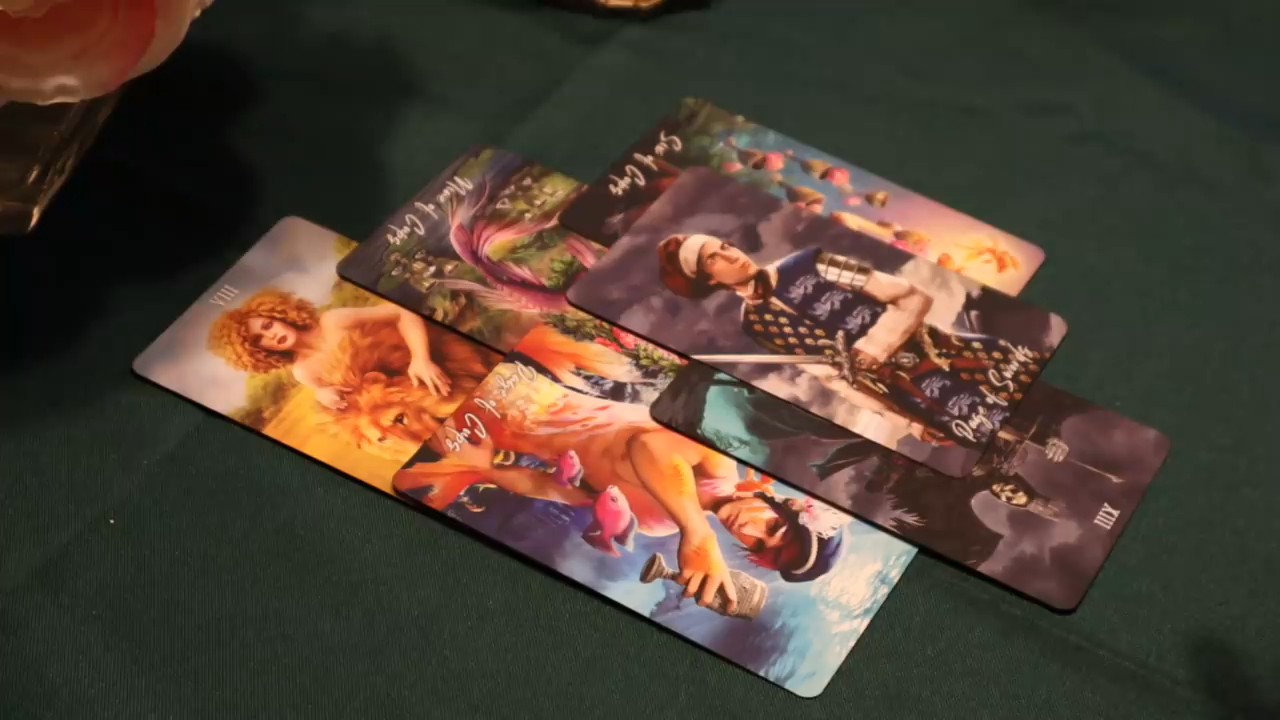 Six of Cups
Nine of Cups
VIII
Page of Swords
Page of Cups
XIII